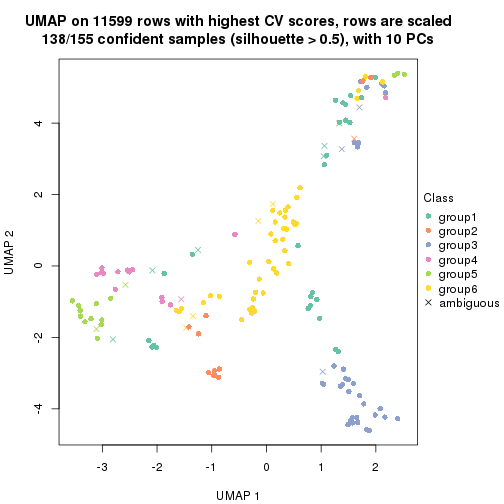 UMAP on 11599 rows with highest CV scores, rows are scaled
138/155 confident samples (silhouette > 0.5), with 10 PCs
4
2
0
-2
-4
UMAP 2
-3
-2
-1
0
1
2
UMAP 1
Class
group1
group2
group3
group4
group5
group6
ambiguous